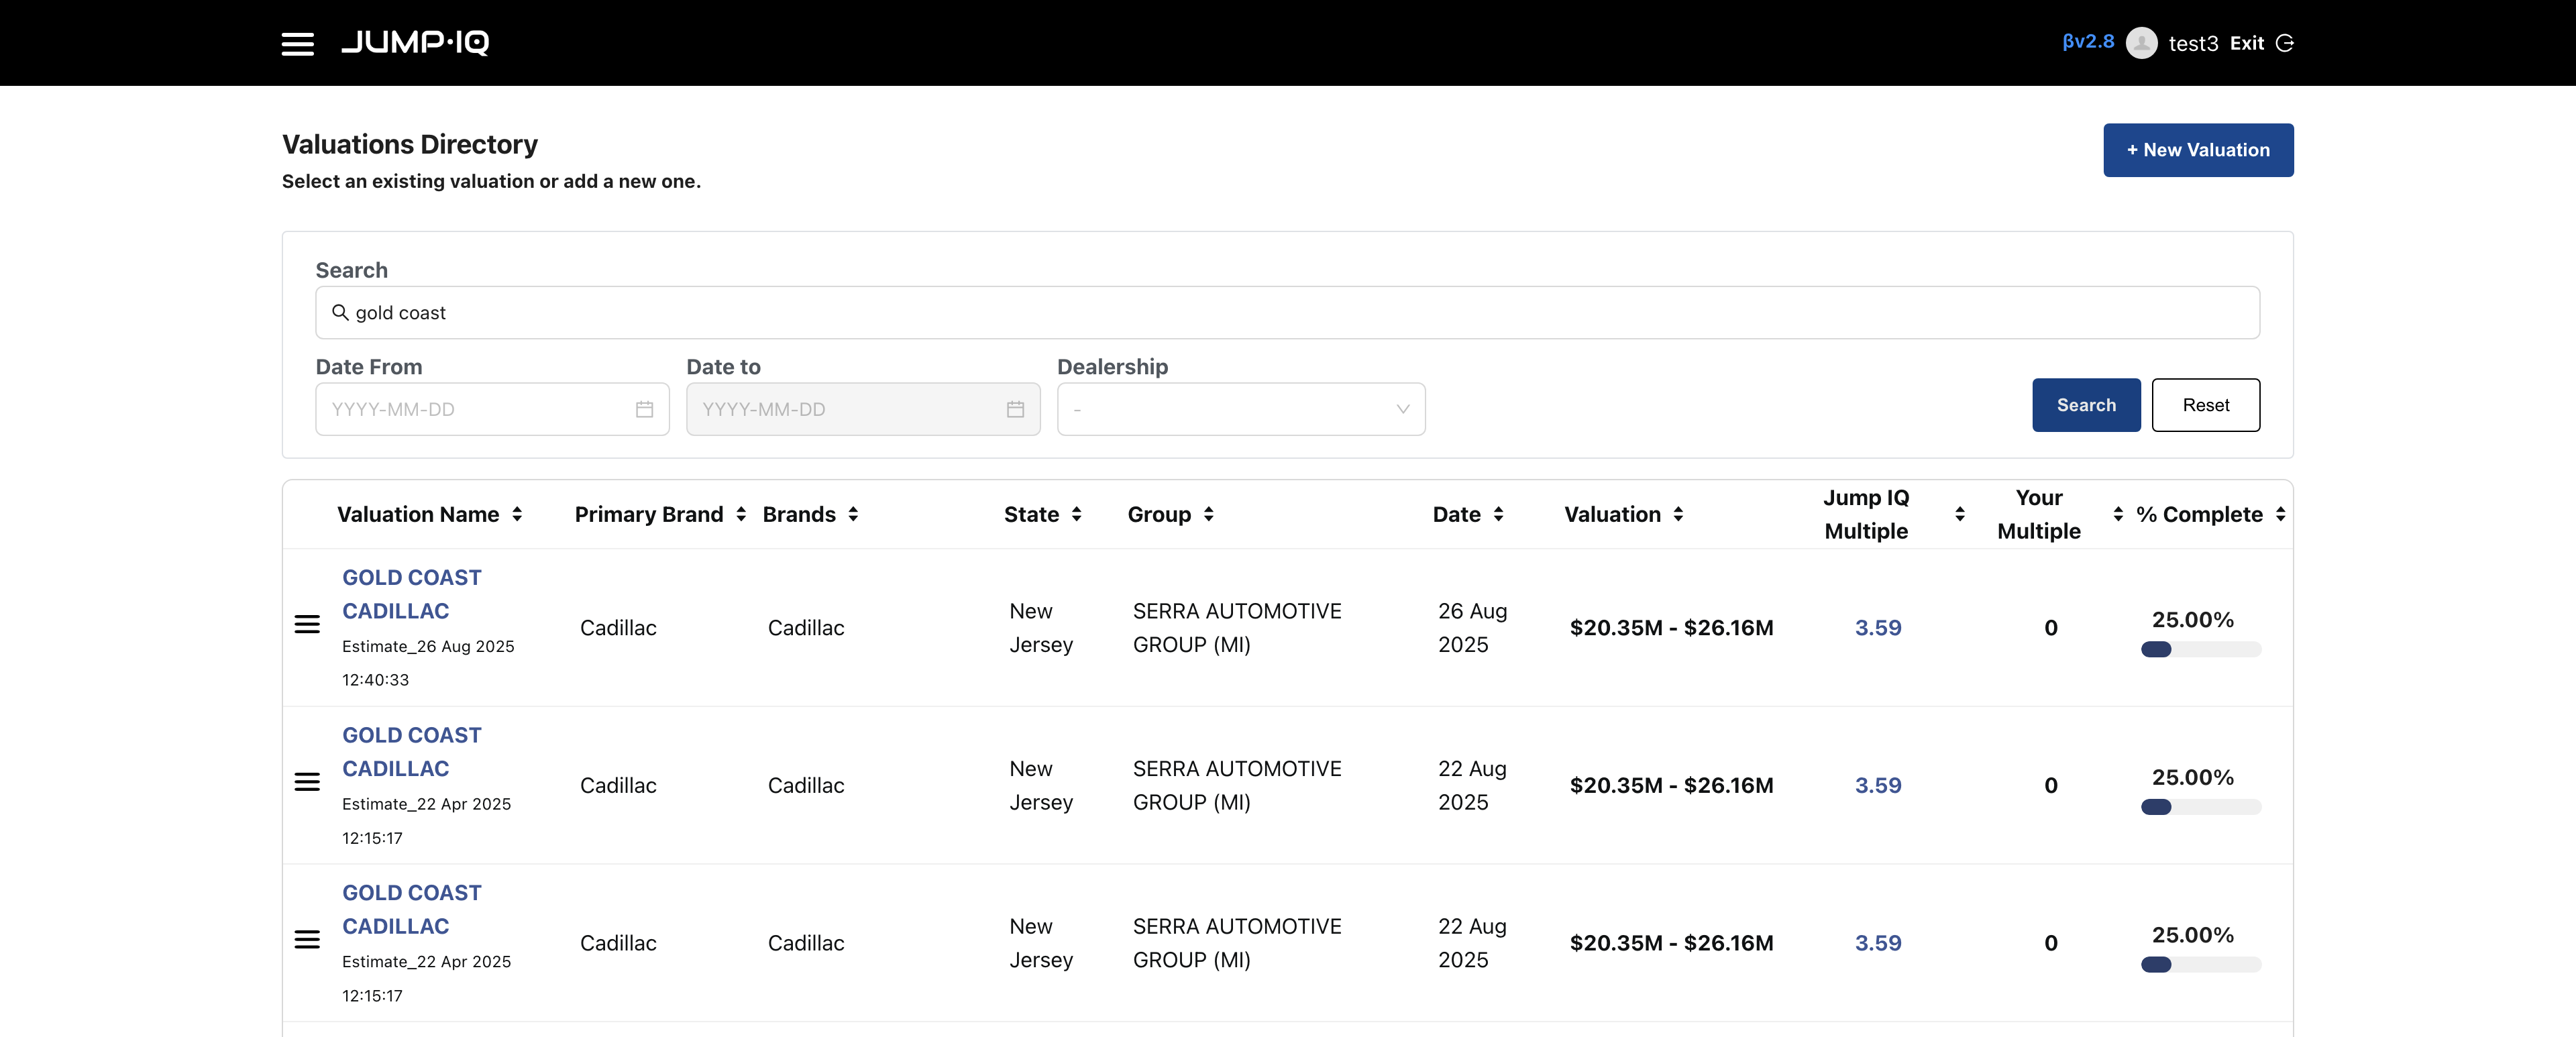 JUMP·IQ
βv2.8 test3 Exit
Valuations Directory
+ New Valuation
Select an existing valuation or add a new one.
Search
gold coast
Date From Date to Dealership
YYYY-MM-DD YYYY-MM-DD - Search Reset
Valuation Name Primary Brand Brands State Group Date Valuation Jump IQ Multiple Your Multiple % Complete
GOLD COAST
CADILLAC
Estimate_26 Aug 2025
12:40:33
Cadillac
Cadillac
New
Jersey
SERRA AUTOMOTIVE
GROUP (MI)
26 Aug
2025
$20.35M - $26.16M
3.59
0
25.00%
GOLD COAST
CADILLAC
Estimate_22 Apr 2025
12:15:17
Cadillac
Cadillac
New
Jersey
SERRA AUTOMOTIVE
GROUP (MI)
22 Aug
2025
$20.35M - $26.16M
3.59
0
25.00%
GOLD COAST
CADILLAC
Estimate_22 Apr 2025
12:15:17
Cadillac
Cadillac
New
Jersey
SERRA AUTOMOTIVE
GROUP (MI)
22 Aug
2025
$20.35M - $26.16M
3.59
0
25.00%